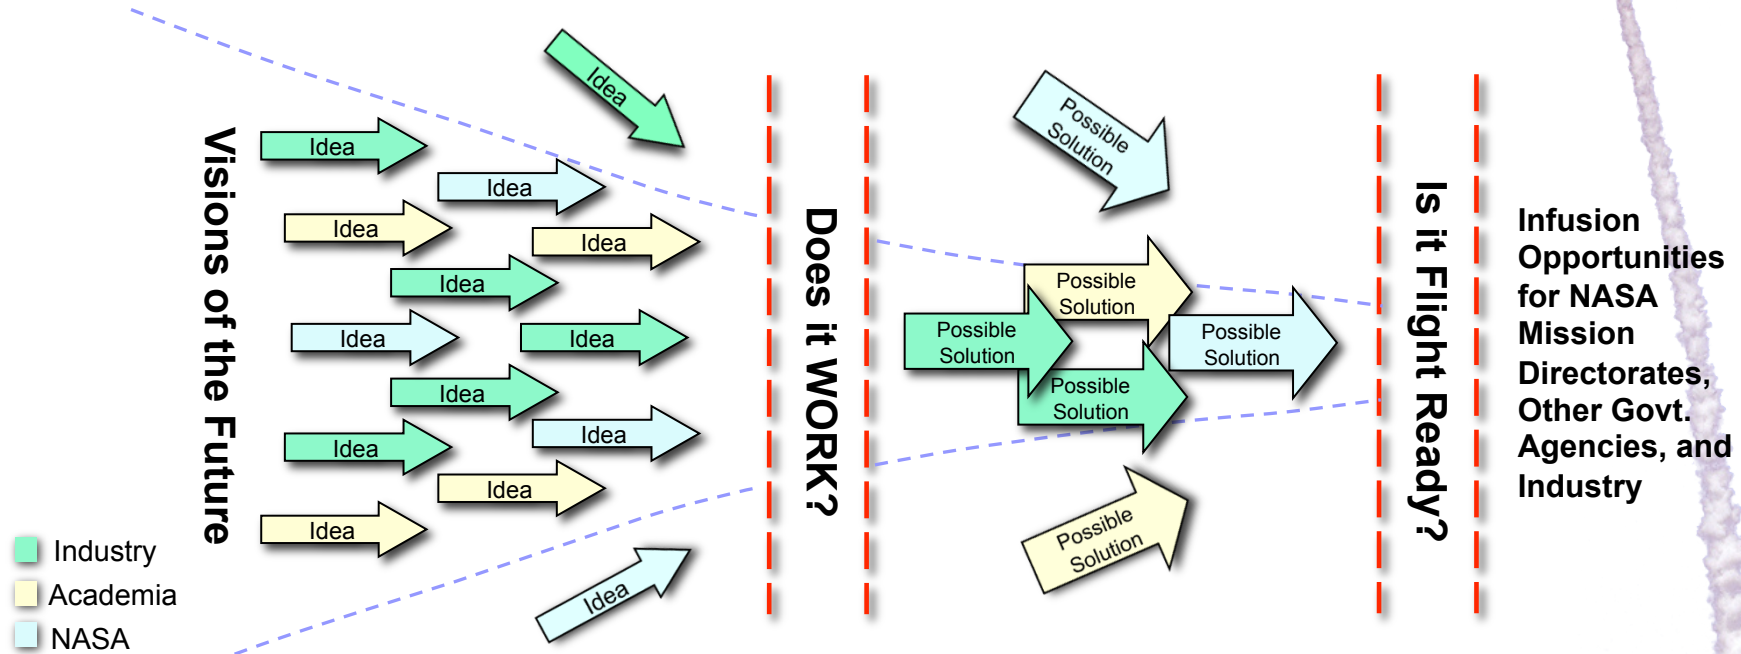 Visions of the Future
Idea
Idea
Idea
Idea
Idea
Idea
Idea
Idea
Idea
Idea
Idea
Idea
Idea
Idea
Does it WORK?
Possible
Solution
Possible
Solution
Possible
Solution
Possible
Solution
Possible
Solution
Possible
Solution
Is it Flight Ready?
Infusion
Opportunities
for NASA
Mission
Directorates,
Other Govt.
Agencies, and
Industry
Industry
Academia
NASA